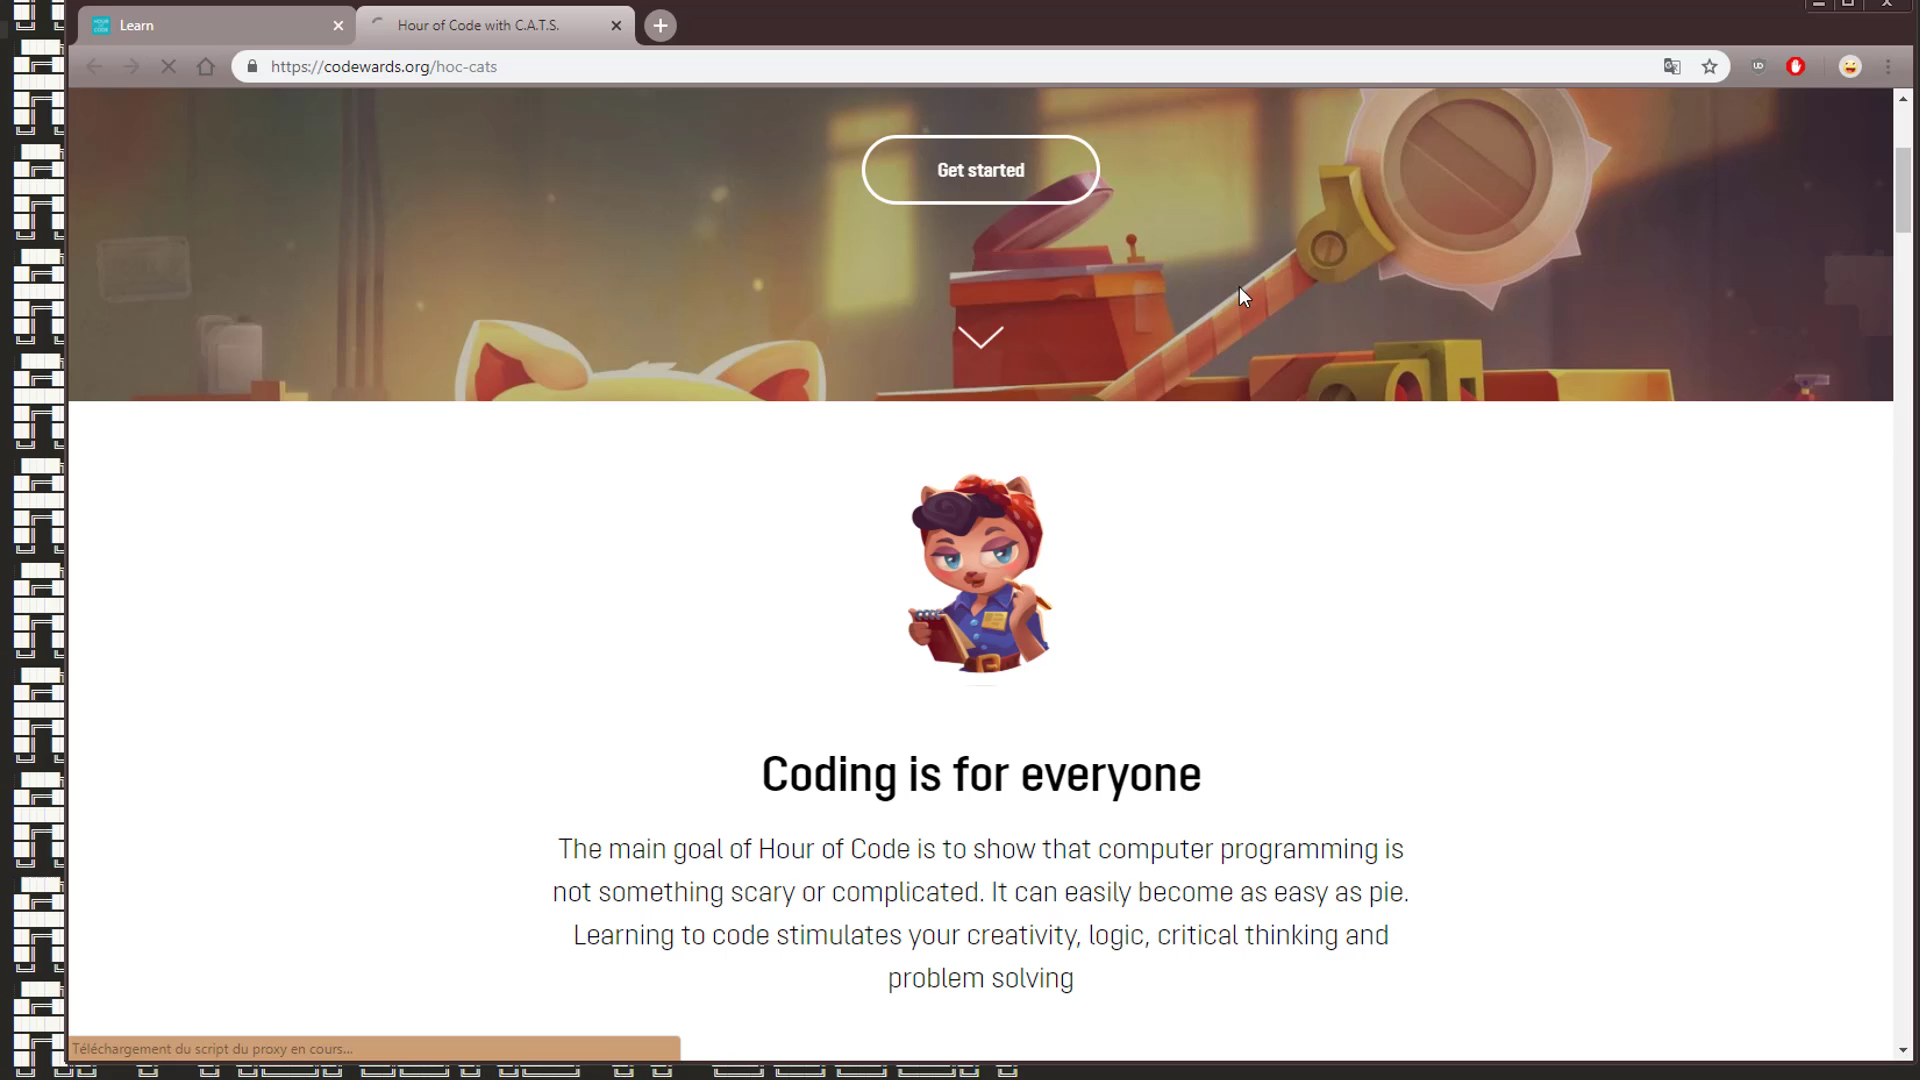 Learn
Hour of Code with C.A.T.S.
https://codewards.org/hoc-cats
Get started
Coding is for everyone
The main goal of Hour of Code is to show that computer programming is
not something scary or complicated. It can easily become as easy as pie.
Learning to code stimulates your creativity, logic, critical thinking and
problem solving
Téléchargement du script du proxy en cours...